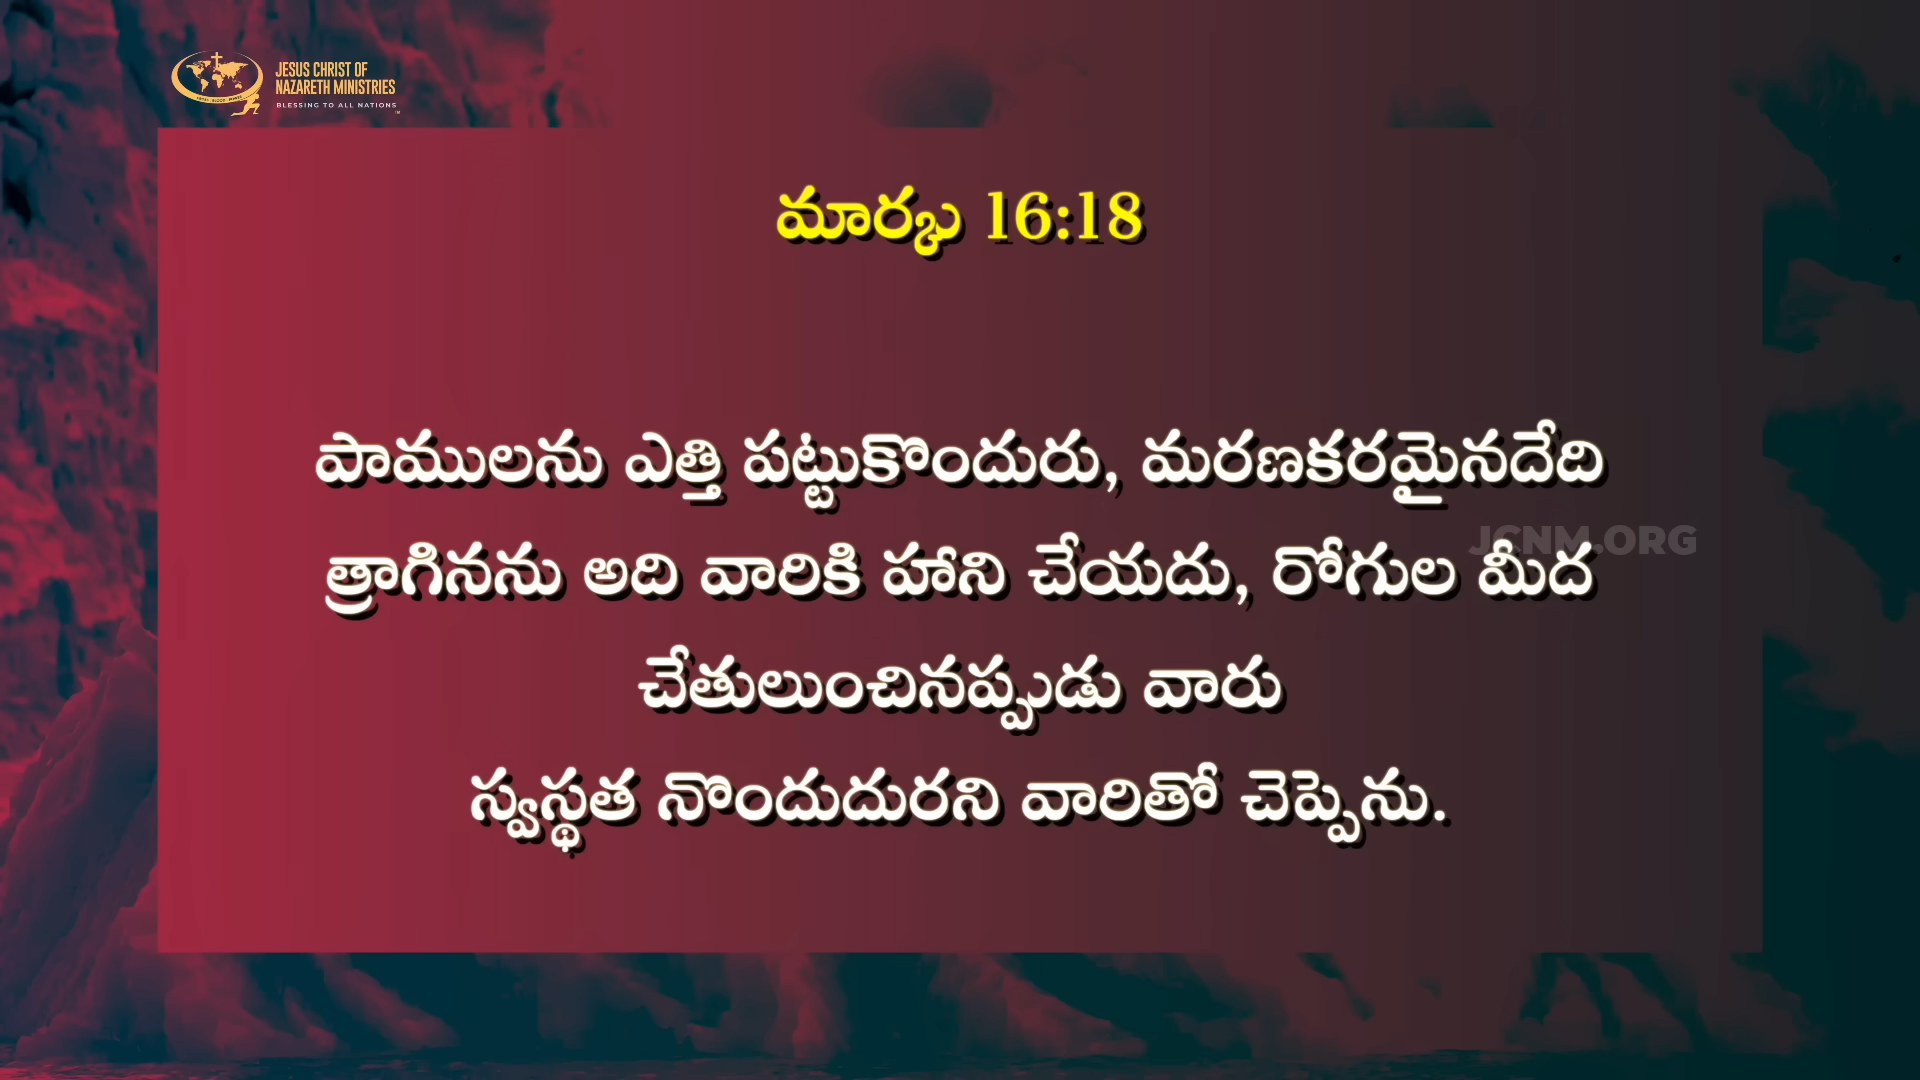 JESUS CHRIST OF
NAZARETH MINISTRIES
BLESSING TO ALL NATIONS
మార్కు 16:18
పాములను ఎత్తి పట్టుకొందురు, మరణకరమైనదేది
త్రాగినను అది వారికి హాని చేయదు, రోగుల మీద
JCNM.ORG
చేతులుంచినప్పుడు వారు
స్వస్థత నొందుదురని వారితో చెప్పెను.